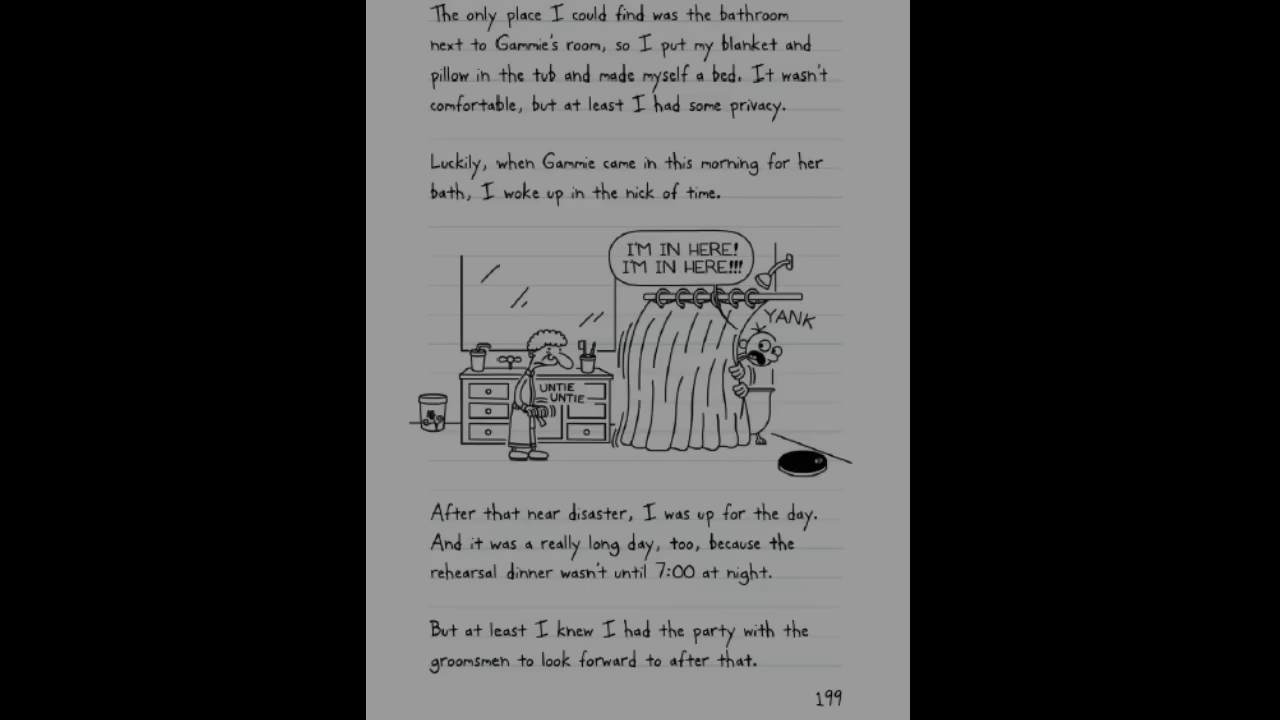 The only place I could find was the bathroom
next to Gammie's room, so I put my blanket and
pillow in the tub and made myself a bed. It wasn't
comfortable, but at least I had some privacy.
Luckily, when Gammie came in this morning for her
bath, I woke up in the nick of time.
I'M IN HERE!
I'M IN HERE!!!
YANK
UNTIE
UNTIE
After that near disaster, I was up for the day.
And it was a really long day, too, because the
rehearsal dinner wasn't until 7:00 at night.
But at least I knew I had the party with the
groomsmen to look forward to after that.
199